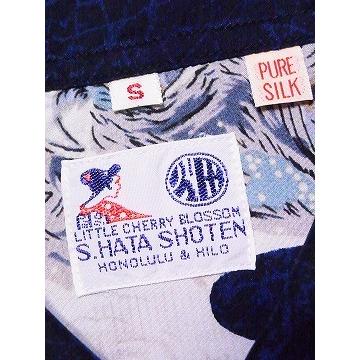 S
PURE
SILK
LITTLE CHERRY BLOSSOM
S.HATA SHOTEN
HONOLULU & HILO